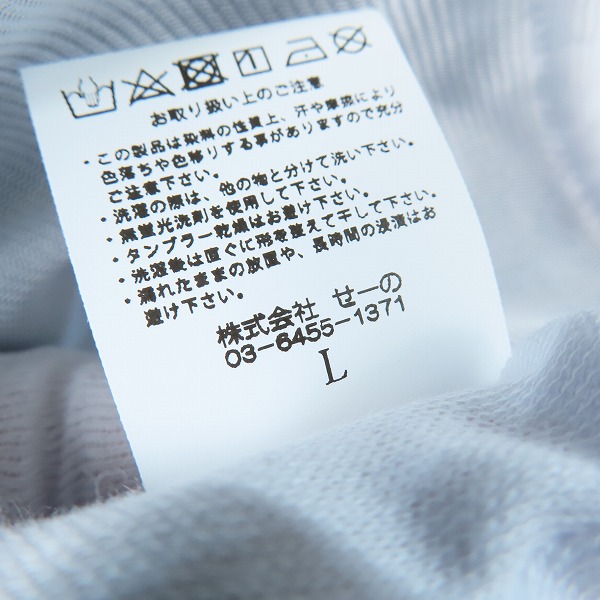 お取り扱い上のご注意
・この製品は染料の性質上、汗や摩擦により
色落ちや色移りする事がありますので充分
ご注意下さい。
・洗濯の際は、他の物と分けて洗い下さい。
・無蛍光洗剤を使用して下さい。
・タンブラー乾燥はお避け下さい。
・洗濯後は直ぐに形を整えて干して下さい。
・濡れたままの放置や、長時間の浸漬はお
避け下さい。
株式会社 せーの
03-6455-1371
L